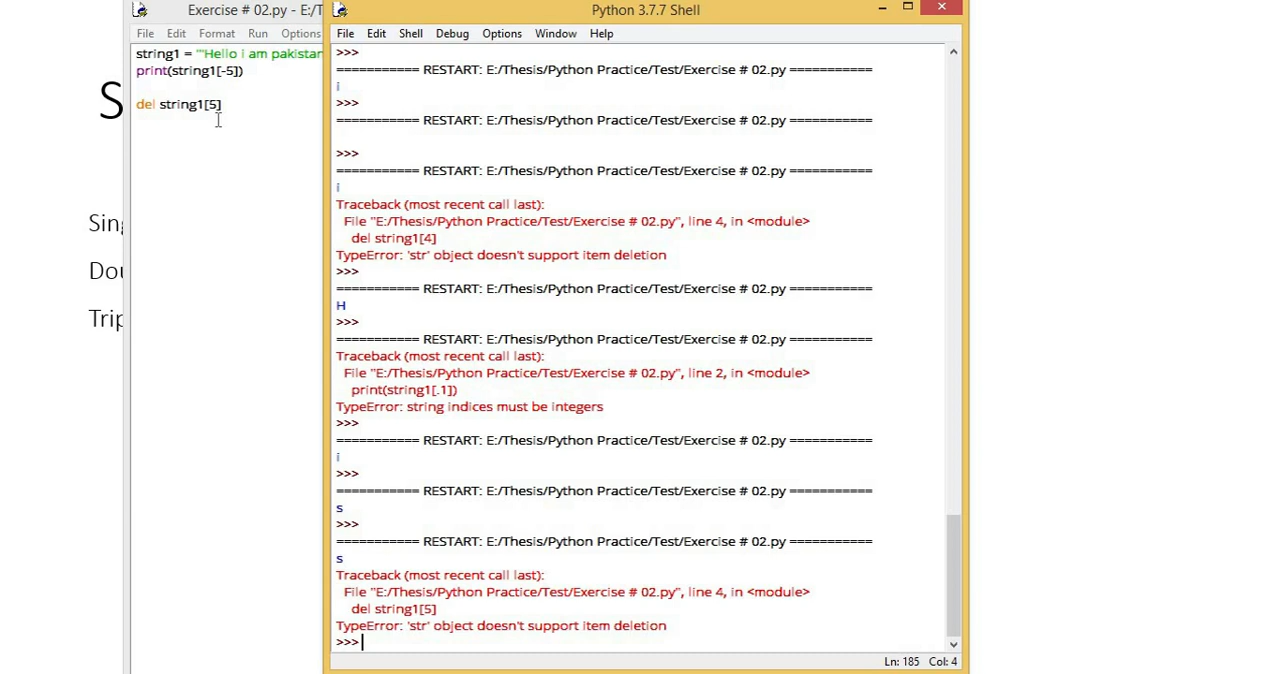 Exercise # 02.py - E:/T
File Edit Format Run Options
string1 = '''Hello i am pakistan
print(string1[-5])
del string1[5]
S
Sing
Dou
Trip
Python 3.7.7 Shell
File Edit Shell Debug Options Window Help
>>>
=========== RESTART: E:/Thesis/Python Practice/Test/Exercise # 02.py ===========
i
>>>
=========== RESTART: E:/Thesis/Python Practice/Test/Exercise # 02.py ===========
>>>
=========== RESTART: E:/Thesis/Python Practice/Test/Exercise # 02.py ===========
i
Traceback (most recent call last):
File "E:/Thesis/Python Practice/Test/Exercise # 02.py", line 4, in <module>
del string1[4]
TypeError: 'str' object doesn't support item deletion
>>>
=========== RESTART: E:/Thesis/Python Practice/Test/Exercise # 02.py ===========
H
>>>
=========== RESTART: E:/Thesis/Python Practice/Test/Exercise # 02.py ===========
Traceback (most recent call last):
File "E:/Thesis/Python Practice/Test/Exercise # 02.py", line 2, in <module>
print(string1[.1])
TypeError: string indices must be integers
>>>
=========== RESTART: E:/Thesis/Python Practice/Test/Exercise # 02.py ===========
i
>>>
=========== RESTART: E:/Thesis/Python Practice/Test/Exercise # 02.py ===========
s
>>>
=========== RESTART: E:/Thesis/Python Practice/Test/Exercise # 02.py ===========
s
Traceback (most recent call last):
File "E:/Thesis/Python Practice/Test/Exercise # 02.py", line 4, in <module>
del string1[5]
TypeError: 'str' object doesn't support item deletion
>>>
Ln: 185 Col: 4